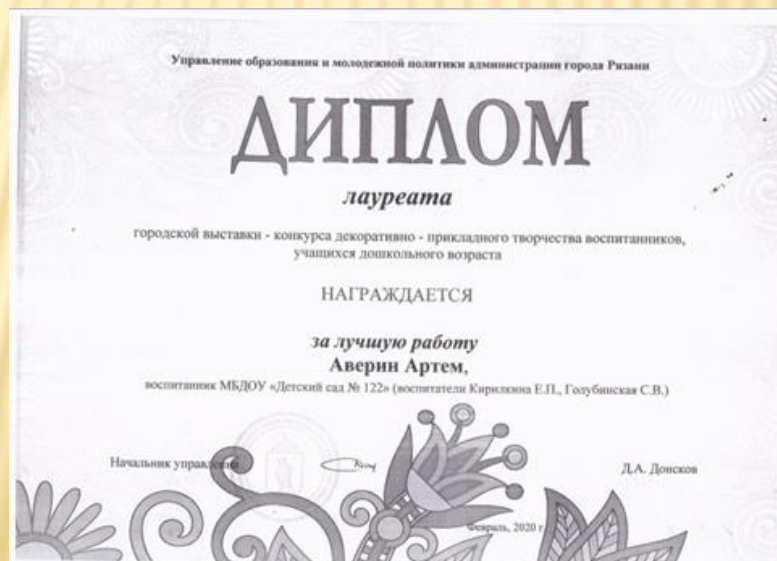 Управление образования и молодежной политики администрации города Рязани
ДИПЛОМ
лауреата
городской выставки - конкурса декоративно - прикладного творчества воспитанников,
учащихся дошкольного возраста
НАГРАЖДАЕТСЯ
за лучшую работу
Аверин Артем,
воспитанник МБДОУ «Детский сад № 122» (воспитатели Кирилкина Е.П., Голубинская С.В.)
Начальник управления Д.А. Донсков
Февраль, 2020 г.